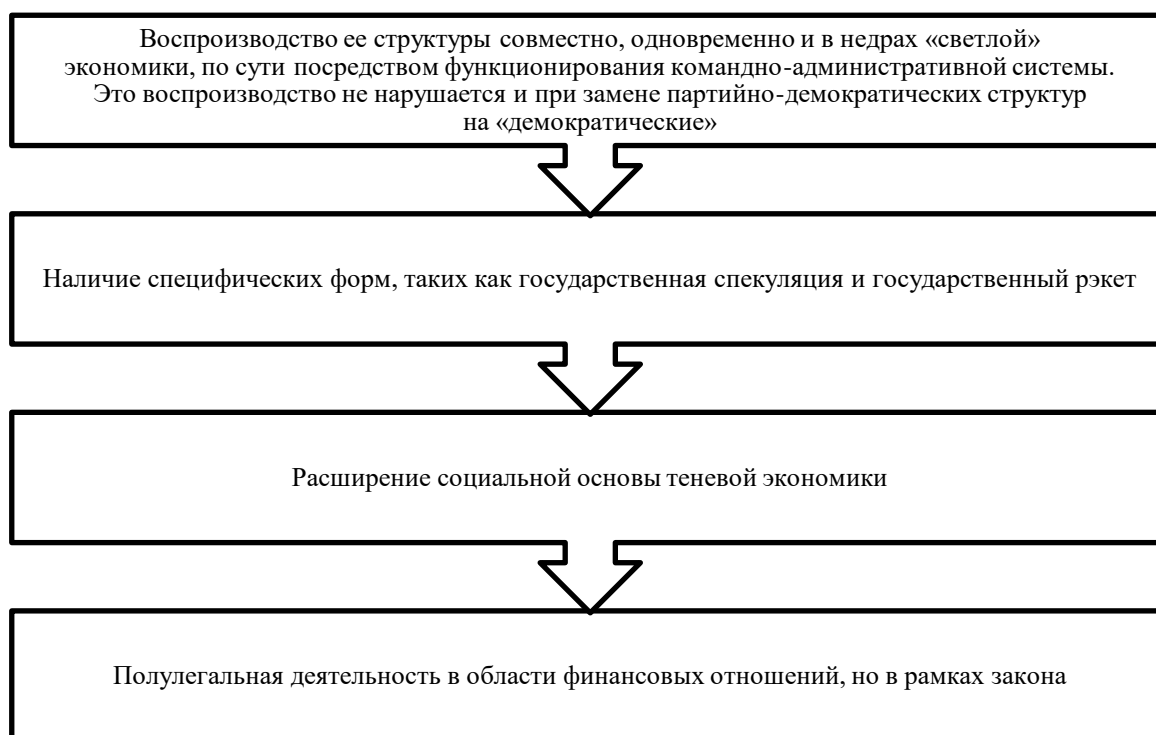 Воспроизводство ее структуры совместно, одновременно и в недрах «светлой»
экономики, по сути посредством функционирования командно-административной системы.
Это воспроизводство не нарушается и при замене партийно-демократических структур
на «демократические»
Наличие специфических форм, таких как государственная спекуляция и государственный рэкет
Расширение социальной основы теневой экономики
Полулегальная деятельность в области финансовых отношений, но в рамках закона